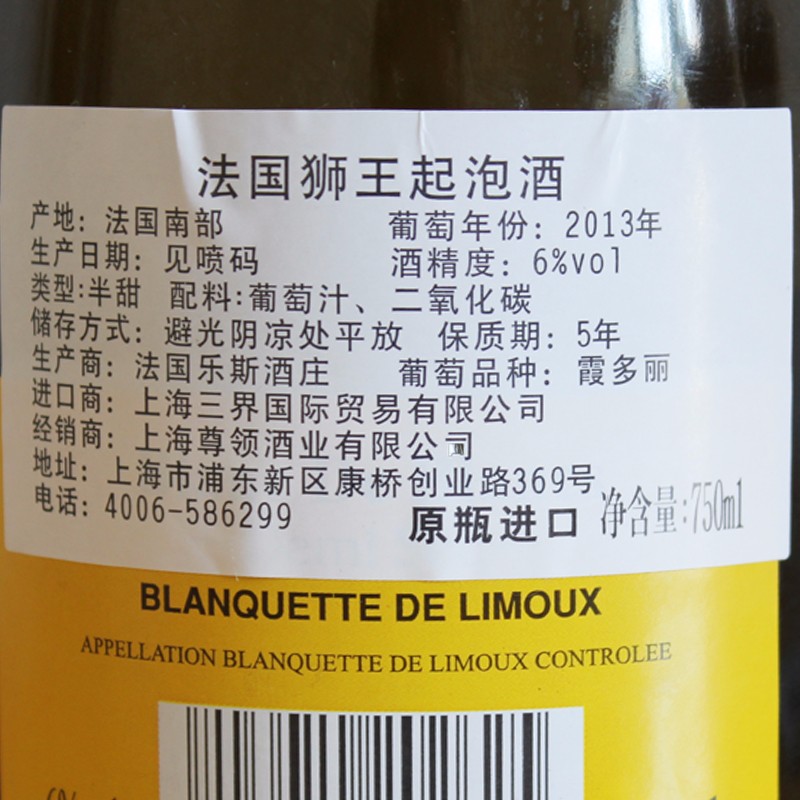 法国狮王起泡酒
产地：法国南部 葡萄年份：2013年
生产日期：见喷码 酒精度：6%vol
类型:半甜 配料:葡萄汁、二氧化碳
储存方式：避光阴凉处平放 保质期：5年
生产商：法国乐斯酒庄 葡萄品种：霞多丽
进口商：上海三界国际贸易有限公司
经销商：上海尊领酒业有限公司
地址：上海市浦东新区康桥创业路369号
电话：4006-586299 原瓶进口 净含量:750ml
BLANQUETTE DE LIMOUX
APPELLATION BLANQUETTE DE LIMOUX CONTROLEE